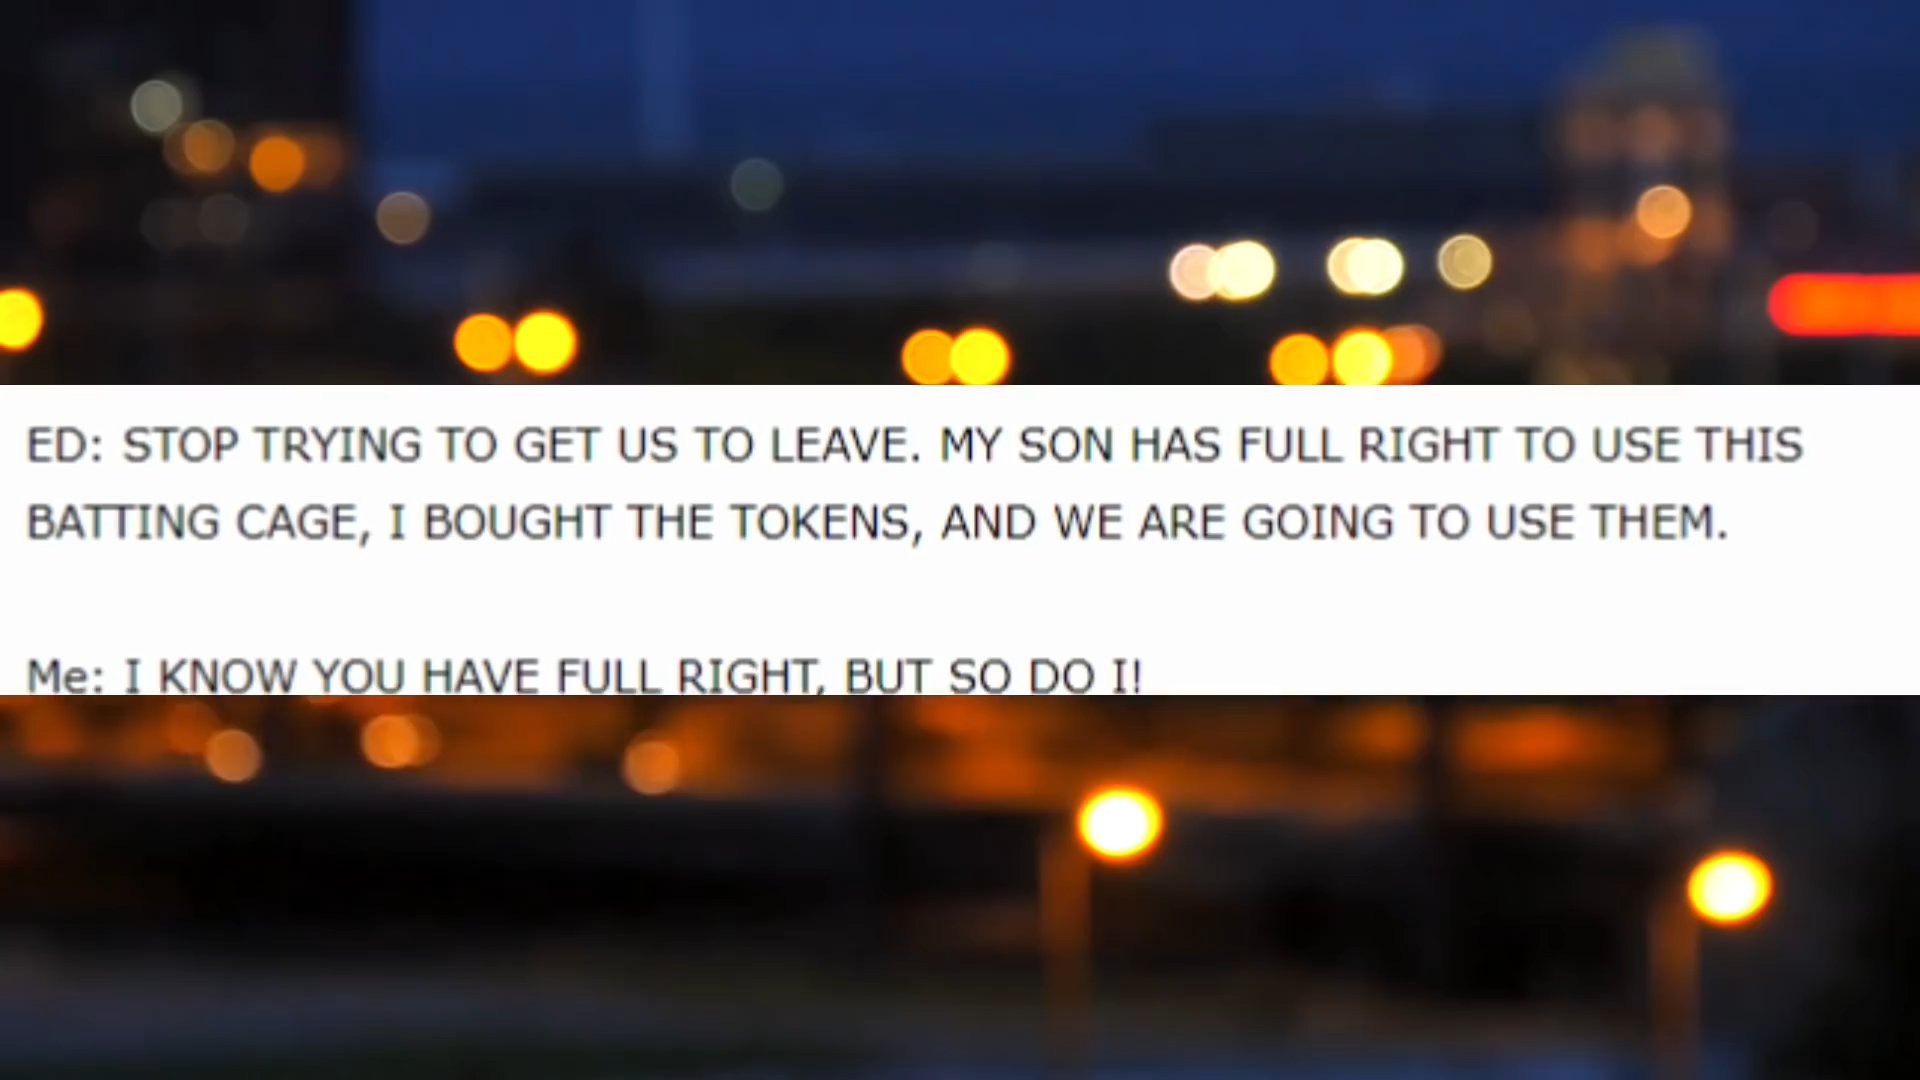 ED: STOP TRYING TO GET US TO LEAVE. MY SON HAS FULL RIGHT TO USE THIS
BATTING CAGE, I BOUGHT THE TOKENS, AND WE ARE GOING TO USE THEM.
Me: I KNOW YOU HAVE FULL RIGHT, BUT SO DO I!